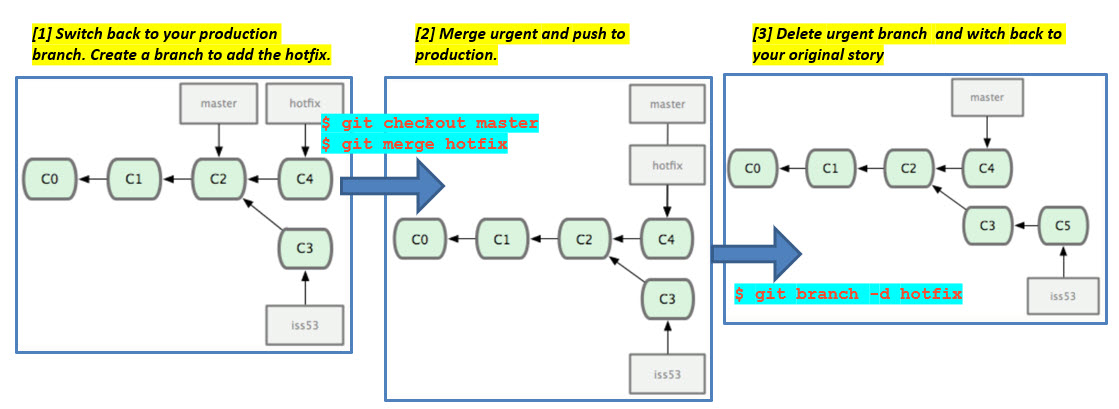 [1] Switch back to your production
branch. Create a branch to add the hotfix.
master
hotfix
C0
C1
C2
C4
C3
iss53
$ git checkout master
$ git merge hotfix
[2] Merge urgent and push to
production.
master
hotfix
C0
C1
C2
C4
C3
iss53
$ git branch -d hotfix
[3] Delete urgent branch  and witch back to
your original story
master
C0
C1
C2
C4
C3
C5
iss53